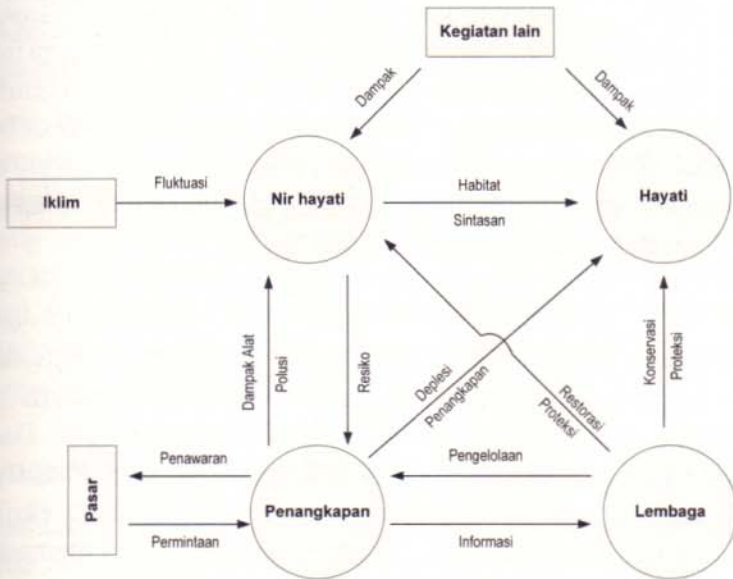 Kegiatan lain
Dampak
Dampak
Iklim
Fluktuasi
Nir hayati
Habitat
Sintasan
Hayati
Dampak Alat
Polusi
Resiko
Deplesi
Penangkapan
Restorasi
Proteksi
Konservasi
Proteksi
Pasar
Penawaran
Permintaan
Penangkapan
Pengelolaan
Informasi
Lembaga